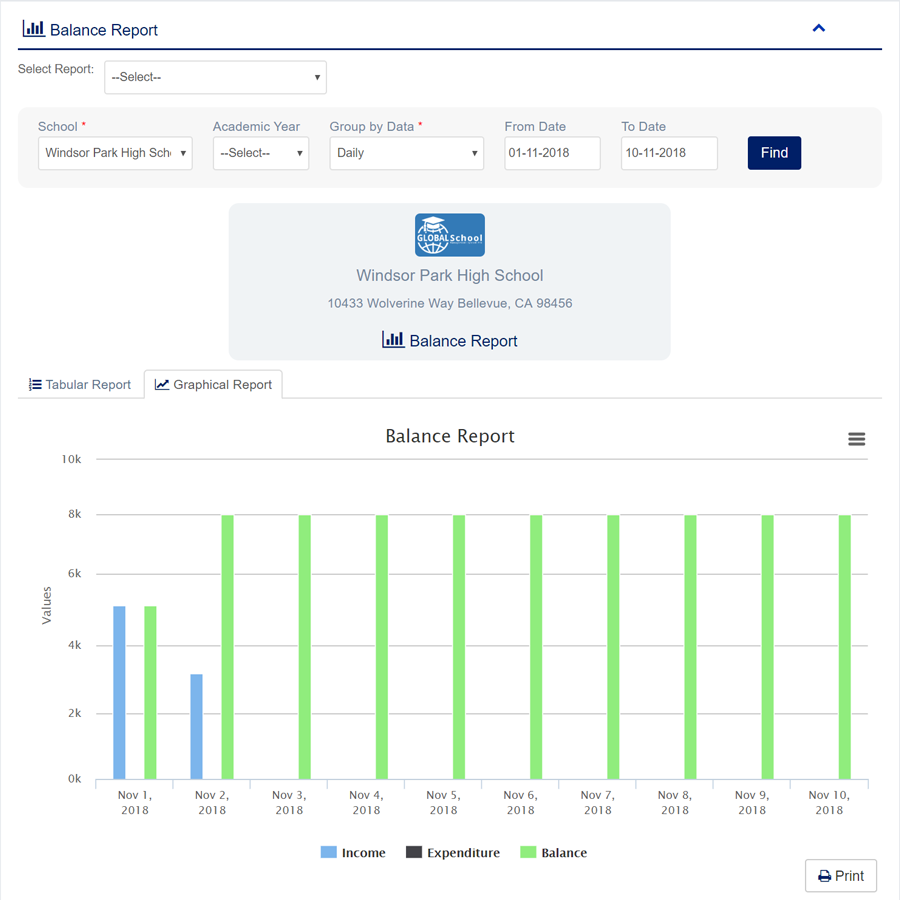 Balance Report
Select Report: --Select--
School * Academic Year Group by Data * From Date To Date
Windsor Park High Sch --Select-- Daily 01-11-2018 10-11-2018 Find
GLOBAL School
Windsor Park High School
10433 Wolverine Way Bellevue, CA 98456
Balance Report
Tabular Report Graphical Report
Balance Report
10k
8k
6k
Values
4k
2k
0k
Nov 1, 2018 Nov 2, 2018 Nov 3, 2018 Nov 4, 2018 Nov 5, 2018 Nov 6, 2018 Nov 7, 2018 Nov 8, 2018 Nov 9, 2018 Nov 10, 2018
Income Expenditure Balance
Print